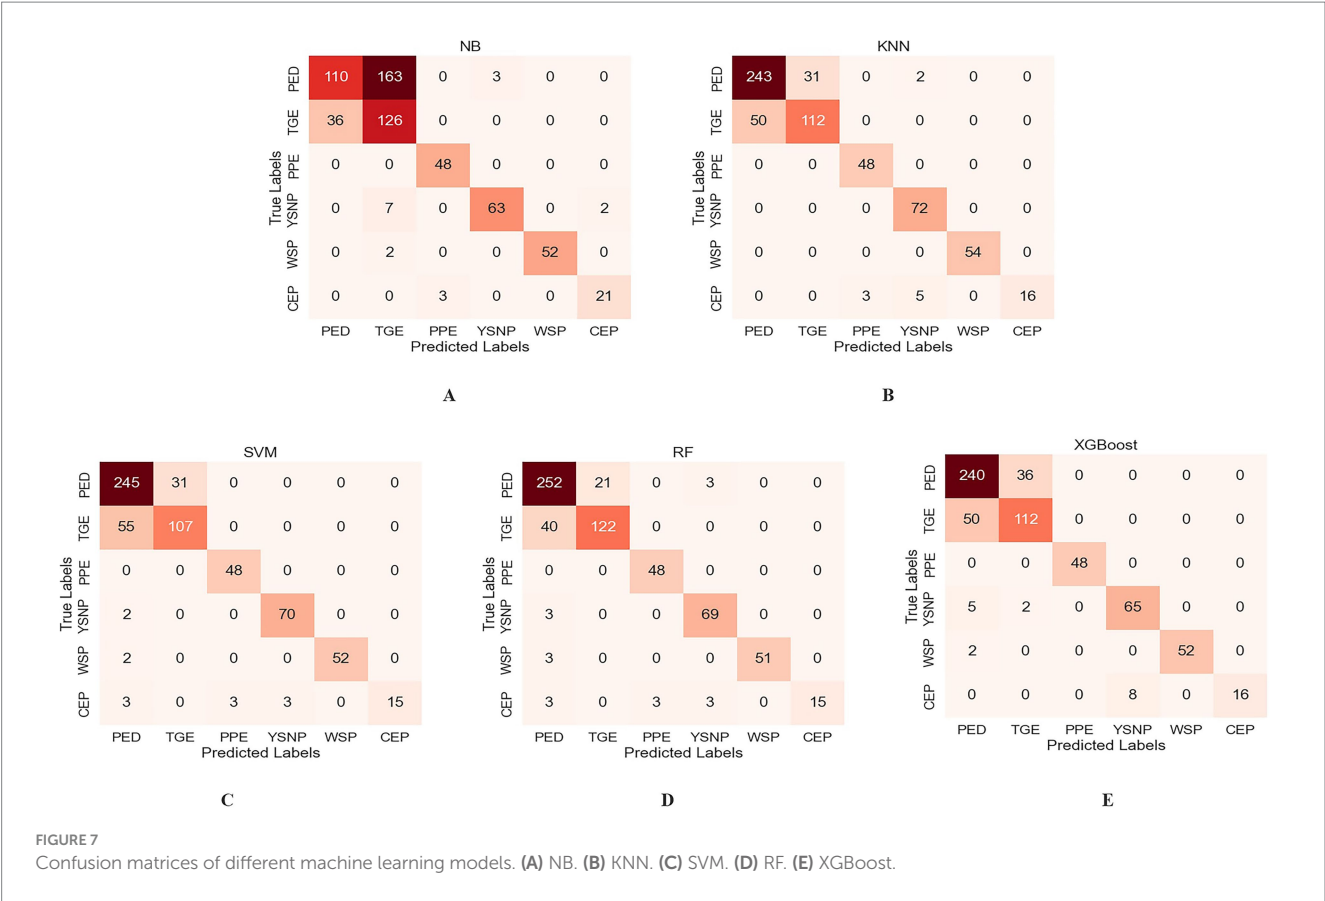 NB
PED 110 163 0 3 0 0
TGE 36 126 0 0 0 0
PPE 0 0 48 0 0 0
YSNP 0 7 0 63 0 2
WSP 0 2 0 0 52 0
CEP 0 0 3 0 0 21
True Labels
PED TGE PPE YSNP WSP CEP
Predicted Labels
A
KNN
PED 243 31 0 2 0 0
TGE 50 112 0 0 0 0
PPE 0 0 48 0 0 0
YSNP 0 0 0 72 0 0
WSP 0 0 0 0 54 0
CEP 0 0 3 5 0 16
True Labels
PED TGE PPE YSNP WSP CEP
Predicted Labels
B
SVM
PED 245 31 0 0 0 0
TGE 55 107 0 0 0 0
PPE 0 0 48 0 0 0
YSNP 2 0 0 70 0 0
WSP 2 0 0 0 52 0
CEP 3 0 3 3 0 15
True Labels
PED TGE PPE YSNP WSP CEP
Predicted Labels
C
RF
PED 252 21 0 3 0 0
TGE 40 122 0 0 0 0
PPE 0 0 48 0 0 0
YSNP 3 0 0 69 0 0
WSP 3 0 0 0 51 0
CEP 3 0 3 3 0 15
True Labels
PED TGE PPE YSNP WSP CEP
Predicted Labels
D
XGBoost
PED 240 36 0 0 0 0
TGE 50 112 0 0 0 0
PPE 0 0 48 0 0 0
YSNP 5 2 0 65 0 0
WSP 2 0 0 0 52 0
CEP 0 0 0 8 0 16
True Labels
PED TGE PPE YSNP WSP CEP
Predicted Labels
E
FIGURE 7
Confusion matrices of different machine learning models. (A) NB. (B) KNN. (C) SVM. (D) RF. (E) XGBoost.